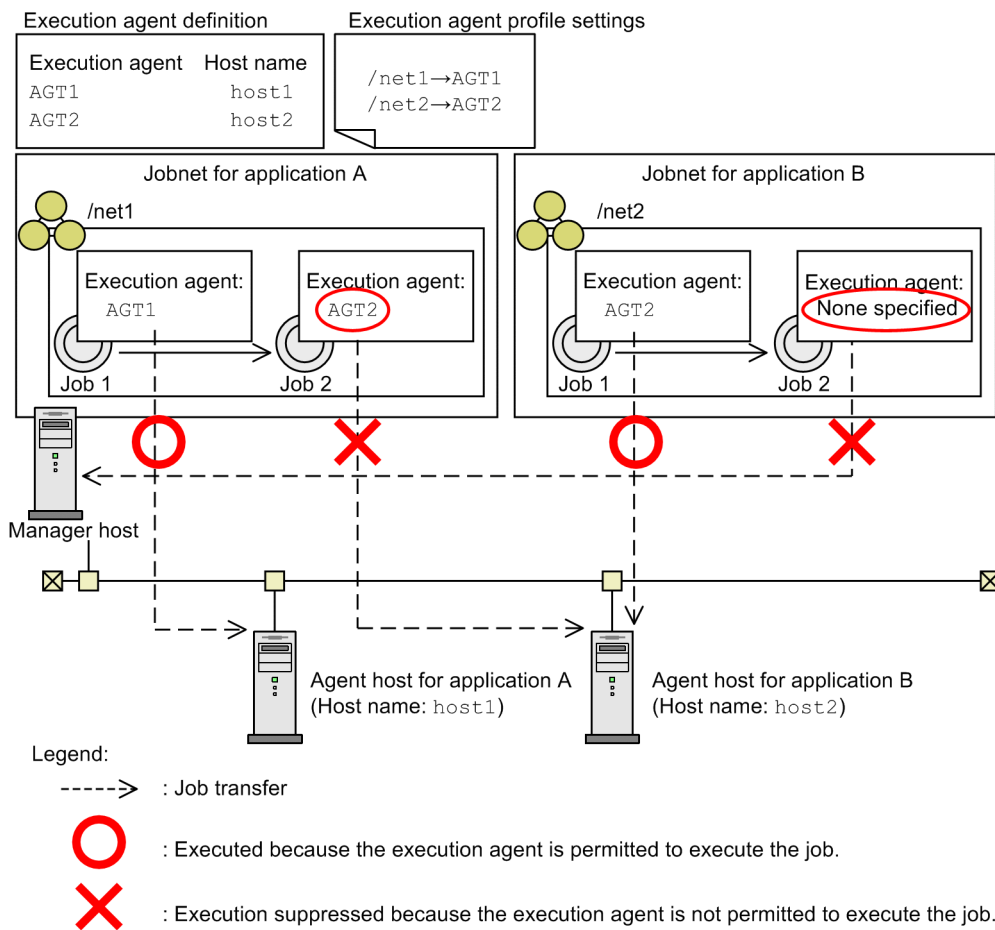 Execution agent definition
Execution agent Host name
AGT1 host1
AGT2 host2
Execution agent profile settings
/net1→AGT1
/net2→AGT2
Jobnet for application A
/net1
Execution agent:
AGT1
Job 1
Execution agent:
AGT2
Job 2
Jobnet for application B
/net2
Execution agent:
AGT2
Job 1
Execution agent:
None specified
Job 2
Manager host
Agent host for application A
(Host name: host1)
Agent host for application B
(Host name: host2)
Legend:
: Job transfer
: Executed because the execution agent is permitted to execute the job.
: Execution suppressed because the execution agent is not permitted to execute the job.